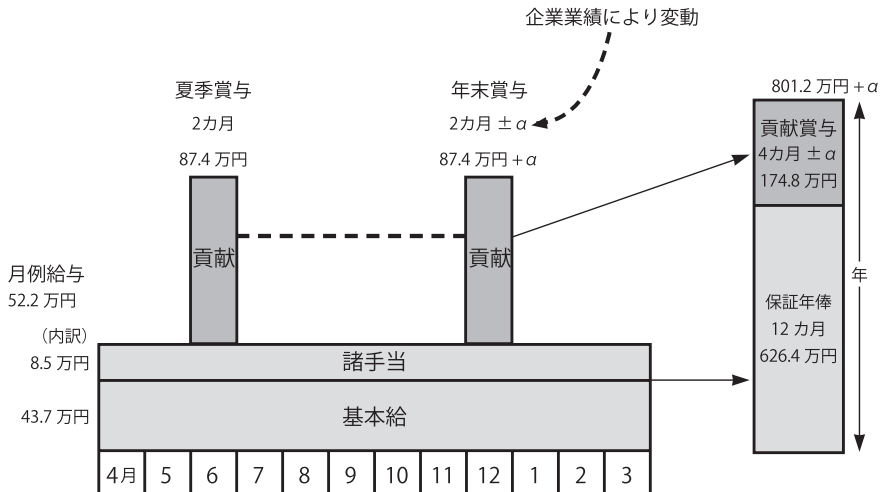 企業業績により変動
夏季賞与
2カ月
87.4 万円
年末賞与
2カ月 ±α
87.4 万円+α
801.2 万円+α
貢献賞与
4カ月 ±α
174.8 万円
貢献
貢献
年
月例給与
52.2 万円
（内訳）
8.5 万円
諸手当
43.7 万円
基本給
保証年俸
12 カ月
626.4 万円
4月 5 6 7 8 9 10 11 12 1 2 3